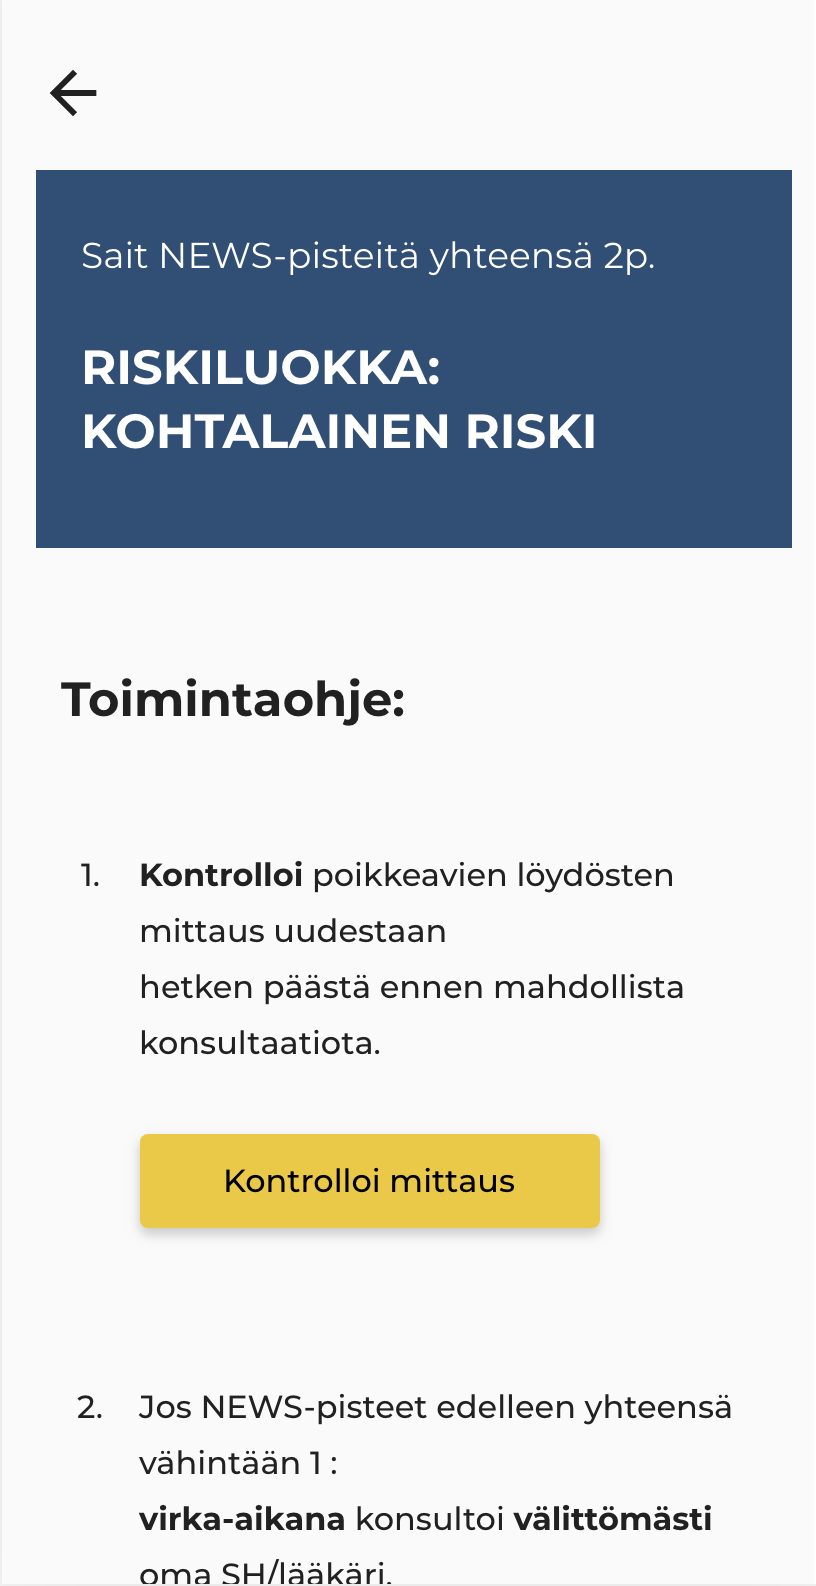 Sait NEWS-pisteitä yhteensä 2p.
RISKILUOKKA:
KOHTALAINEN RISKI
Toimintaohje:
1. Kontrolloi poikkeavien löydösten
mittaus uudestaan
hetken päästä ennen mahdollista
konsultaatiota.
Kontrolloi mittaus
2. Jos NEWS-pisteet edelleen yhteensä
vähintään 1 :
virka-aikana konsultoi välittömästi
oma SH/lääkäri.